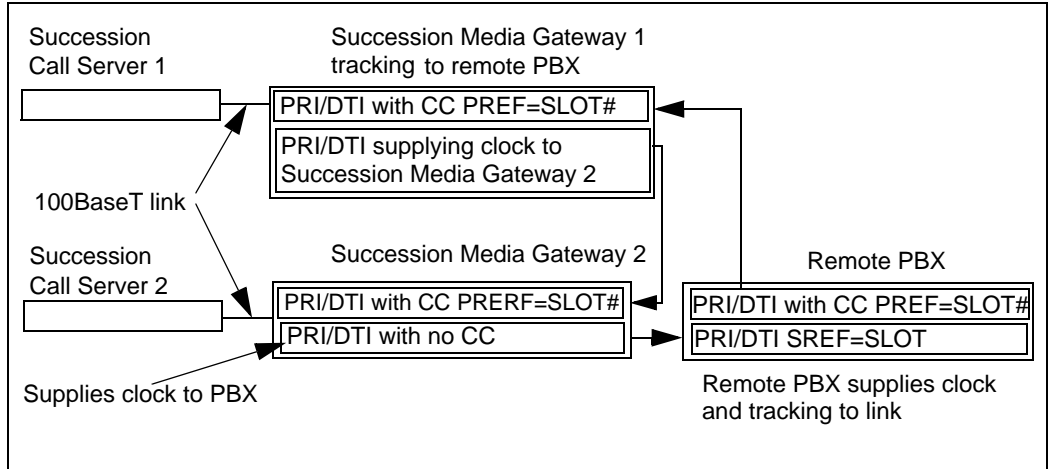 Succession
Call Server 1
Succession Media Gateway 1
tracking to remote PBX
PRI/DTI with CC PREF=SLOT#
PRI/DTI supplying clock to
Succession Media Gateway 2
100BaseT link
Succession
Call Server 2
Succession Media Gateway 2
PRI/DTI with CC PRERF=SLOT#
PRI/DTI with no CC
Supplies clock to PBX
Remote PBX
PRI/DTI with CC PREF=SLOT#
PRI/DTI SREF=SLOT
Remote PBX supplies clock
and tracking to link